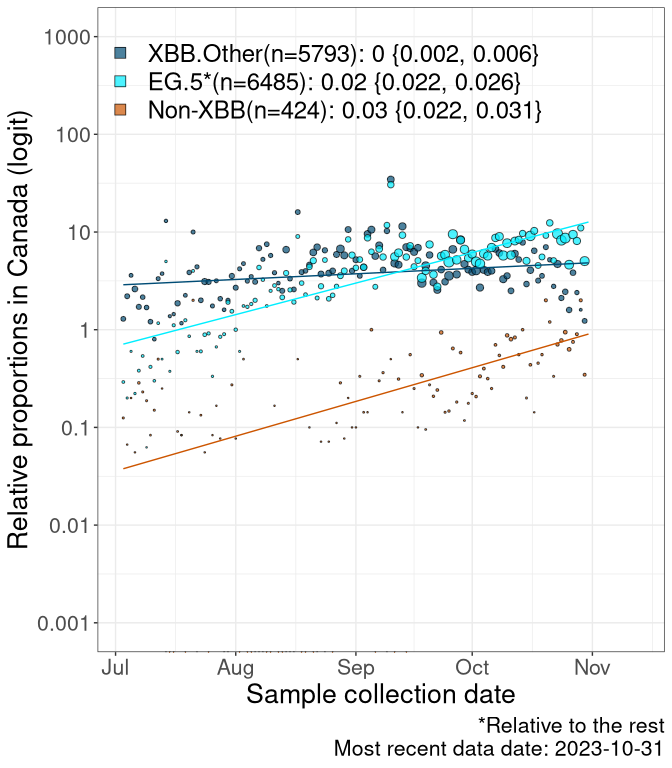 Relative proportions in Canada (logit)
1000
100
10
1
0.1
0.01
0.001
XBB.Other(n=5793): 0 {0.002, 0.006}
EG.5*(n=6485): 0.02 {0.022, 0.026}
Non-XBB(n=424): 0.03 {0.022, 0.031}
Jul Aug Sep Oct Nov
Sample collection date
*Relative to the rest
Most recent data date: 2023-10-31